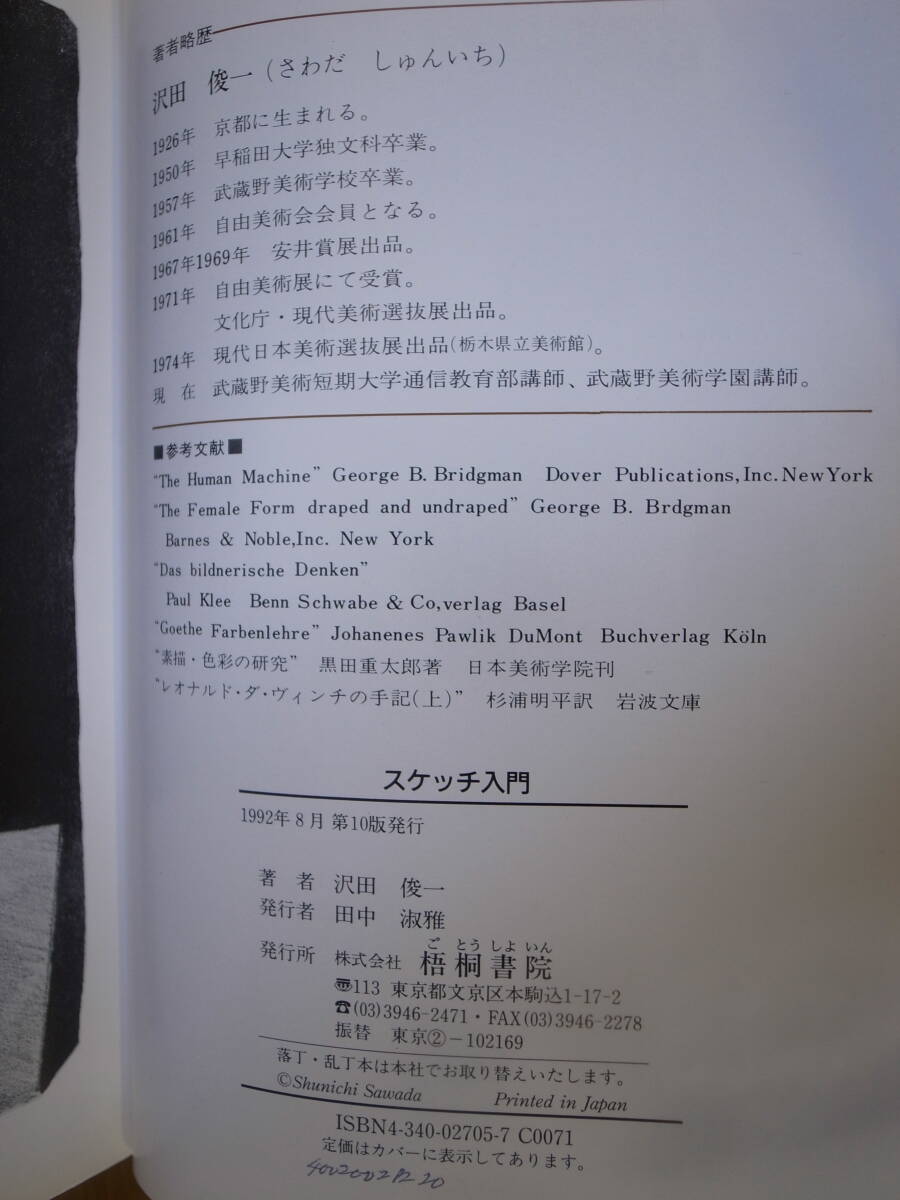 著者略歴
沢田 俊一(さわだ しゅんいち)
1926年 京都に生まれる。
1950年 早稲田大学独文科卒業。
1957年 武蔵野美術学校卒業。
1961年 自由美術会会員となる。
1967年1969年 安井賞展出品。
1971年 自由美術展にて受賞。
文化庁・現代美術選抜展出品。
1974年 現代日本美術選抜展出品(栃木県立美術館)。
現 在 武蔵野美術短期大学通信教育部講師、武蔵野美術学園講師。
■参考文献■
“The Human Machine” George B. Bridgman Dover Publications,Inc. NewYork
“The Female Form draped and undraped” George B. Brdgman
Barnes & Noble,Inc. New York
“Das bildnerische Denken”
Paul Klee Benn Schwabe & Co,verlag Basel
“Goethe Farbenlehre” Johanenes Pawlik DuMont Buchverlag Köln
“素描・色彩の研究” 黒田重太郎著 日本美術学院刊
“レオナルド・ダ・ヴィンチの手記(上)” 杉浦明平訳 岩波文庫
スケッチ入門
1992年8月 第10版発行
著 者 沢田 俊一
発行者 田中 淑雅
ご とう しよ いん
発行所 株式会社 梧桐書院
〠113 東京都文京区本駒込1-17-2
☎(03)3946-2471・FAX(03)3946-2278
振替 東京②-102169
落丁・乱丁本は本社でお取り替えいたします。
©Shunichi Sawada Printed in Japan
ISBN4-340-02705-7 C0071
定価はカバーに表示してあります。